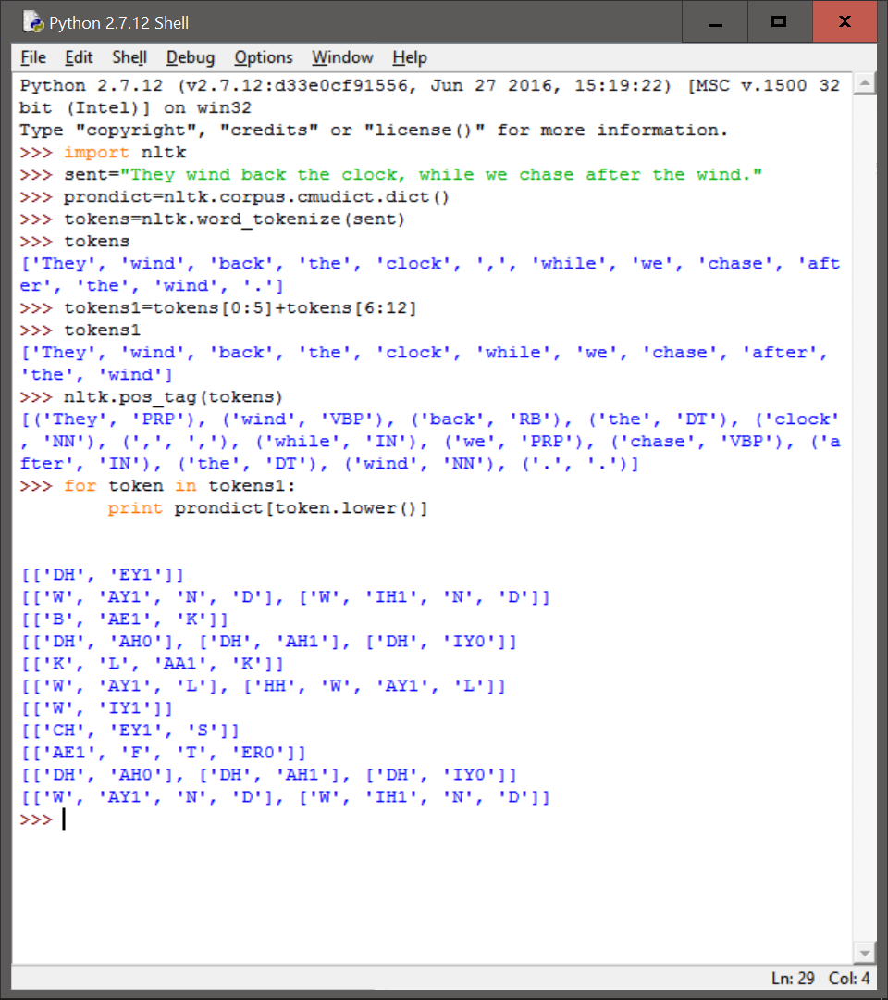 Python 2.7.12 Shell
File Edit Shell Debug Options Window Help
Python 2.7.12 (v2.7.12:d33e0cf91556, Jun 27 2016, 15:19:22) [MSC v.1500 32
bit (Intel)] on win32
Type "copyright", "credits" or "license()" for more information.
>>> import nltk
>>> sent="They wind back the clock, while we chase after the wind."
>>> prondict=nltk.corpus.cmudict.dict()
>>> tokens=nltk.word_tokenize(sent)
>>> tokens
['They', 'wind', 'back', 'the', 'clock', ',', 'while', 'we', 'chase', 'aft
er', 'the', 'wind', '.']
>>> tokens1=tokens[0:5]+tokens[6:12]
>>> tokens1
['They', 'wind', 'back', 'the', 'clock', 'while', 'we', 'chase', 'after',
'the', 'wind']
>>> nltk.pos_tag(tokens)
[('They', 'PRP'), ('wind', 'VBP'), ('back', 'RB'), ('the', 'DT'), ('clock'
, 'NN'), (',', ','), ('while', 'IN'), ('we', 'PRP'), ('chase', 'VBP'), ('a
fter', 'IN'), ('the', 'DT'), ('wind', 'NN'), ('.', '.')]
>>> for token in tokens1:
        print prondict[token.lower()]
[['DH', 'EY1']]
[['W', 'AY1', 'N', 'D'], ['W', 'IH1', 'N', 'D']]
[['B', 'AE1', 'K']]
[['DH', 'AH0'], ['DH', 'AH1'], ['DH', 'IY0']]
[['K', 'L', 'AA1', 'K']]
[['W', 'AY1', 'L'], ['HH', 'W', 'AY1', 'L']]
[['W', 'IY1']]
[['CH', 'EY1', 'S']]
[['AE1', 'F', 'T', 'ER0']]
[['DH', 'AH0'], ['DH', 'AH1'], ['DH', 'IY0']]
[['W', 'AY1', 'N', 'D'], ['W', 'IH1', 'N', 'D']]
>>>
Ln: 29 Col: 4